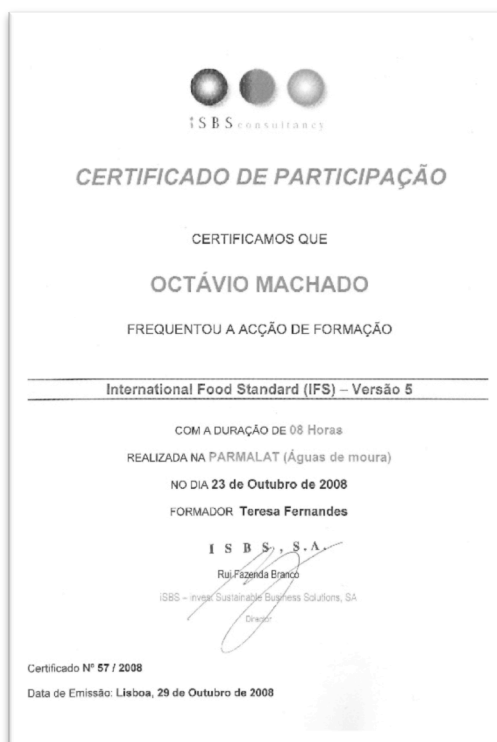 iSBS consultancy
CERTIFICADO DE PARTICIPAÇÃO
CERTIFICAMOS QUE
OCTÁVIO MACHADO
FREQUENTOU A ACÇÃO DE FORMAÇÃO
International Food Standard (IFS) – Versão 5
COM A DURAÇÃO DE 08 Horas
REALIZADA NA PARMALAT (Águas de moura)
NO DIA 23 de Outubro de 2008
FORMADOR Teresa Fernandes
I S B S, S.A.
Rui Fazenda Branco
iSBS – Invest Sustainable Business Solutions, SA
Director
Certificado Nº 57 / 2008
Data de Emissão: Lisboa, 29 de Outubro de 2008